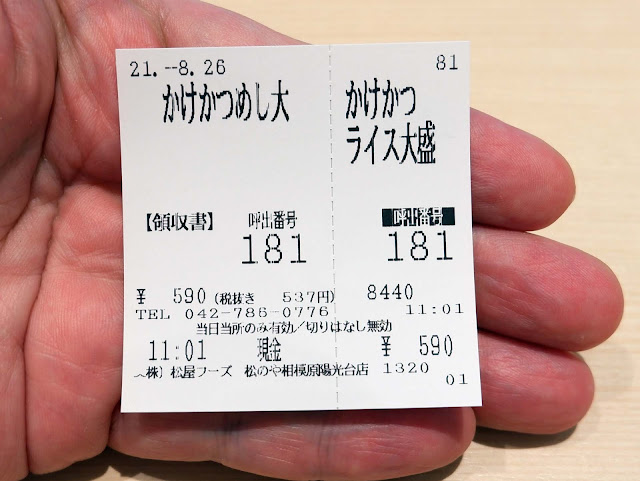 21.--8.26 81
かけかつめし大 かけかつ
ライス大盛
【領収書】 呼出番号 呼出番号
181 181
¥ 590 (税抜き 537円) 8440
TEL 042-786-0776 11:01
当日当所のみ有効/切りはなし無効
11:01 現金 ¥ 590
(株)松屋フーズ 松のや相模原陽光台店 1320
01